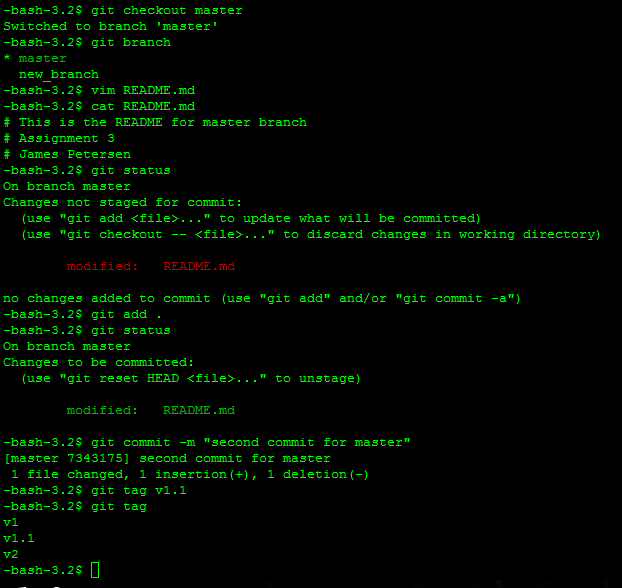 -bash-3.2$ git checkout master
Switched to branch 'master'
-bash-3.2$ git branch
* master
  new_branch
-bash-3.2$ vim README.md
-bash-3.2$ cat README.md
# This is the README for master branch
# Assignment 3
# James Petersen
-bash-3.2$ git status
On branch master
Changes not staged for commit:
  (use "git add <file>..." to update what will be committed)
  (use "git checkout -- <file>..." to discard changes in working directory)
        modified:   README.md
no changes added to commit (use "git add" and/or "git commit -a")
-bash-3.2$ git add .
-bash-3.2$ git status
On branch master
Changes to be committed:
  (use "git reset HEAD <file>..." to unstage)
        modified:   README.md
-bash-3.2$ git commit -m "second commit for master"
[master 7343175] second commit for master
 1 file changed, 1 insertion(+), 1 deletion(-)
-bash-3.2$ git tag v1.1
-bash-3.2$ git tag
v1
v1.1
v2
-bash-3.2$